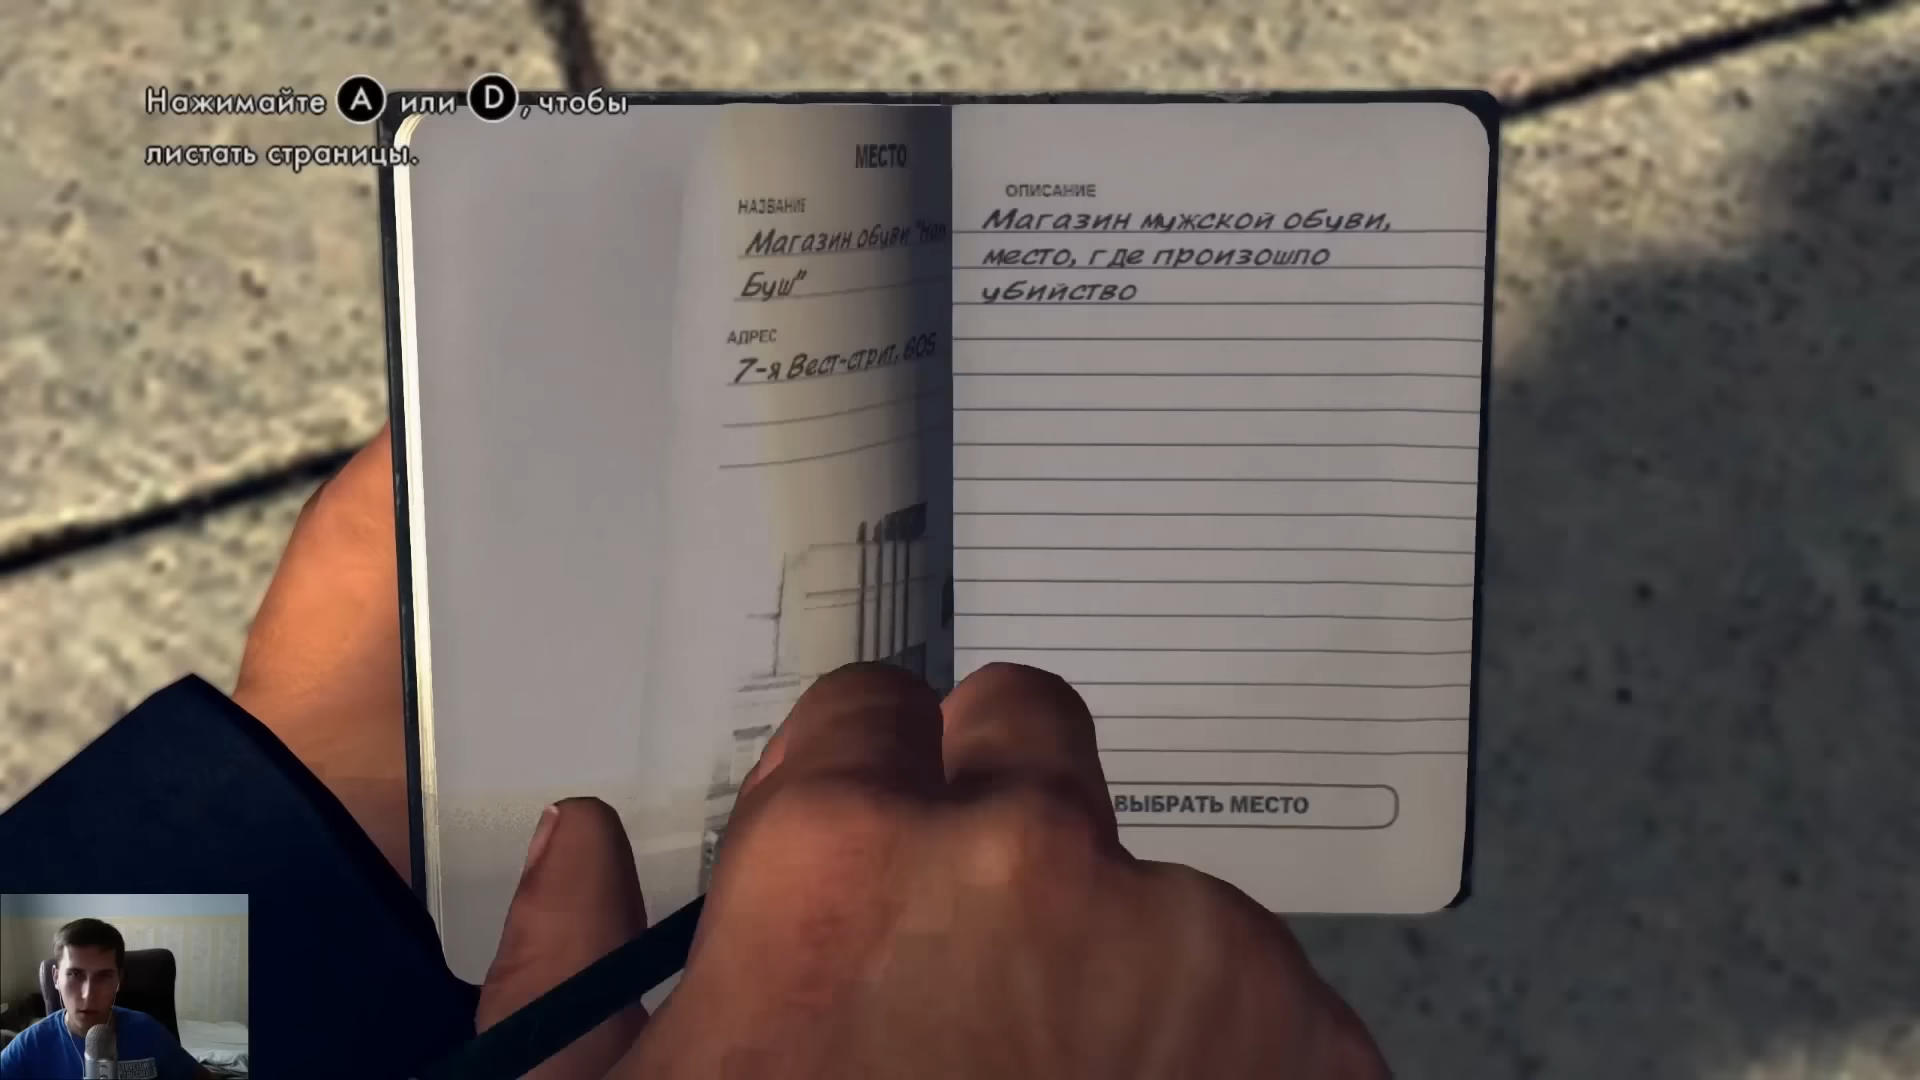 Нажимайте A или D, чтобы
листать страницы.
МЕСТО
НАЗВАНИЕ
Магазин обуви
Буш"
АДРЕС
7-я Вест-стрит, 605
ОПИСАНИЕ
Магазин мужской обуви,
место, где произошло
убийство
ВЫБРАТЬ МЕСТО